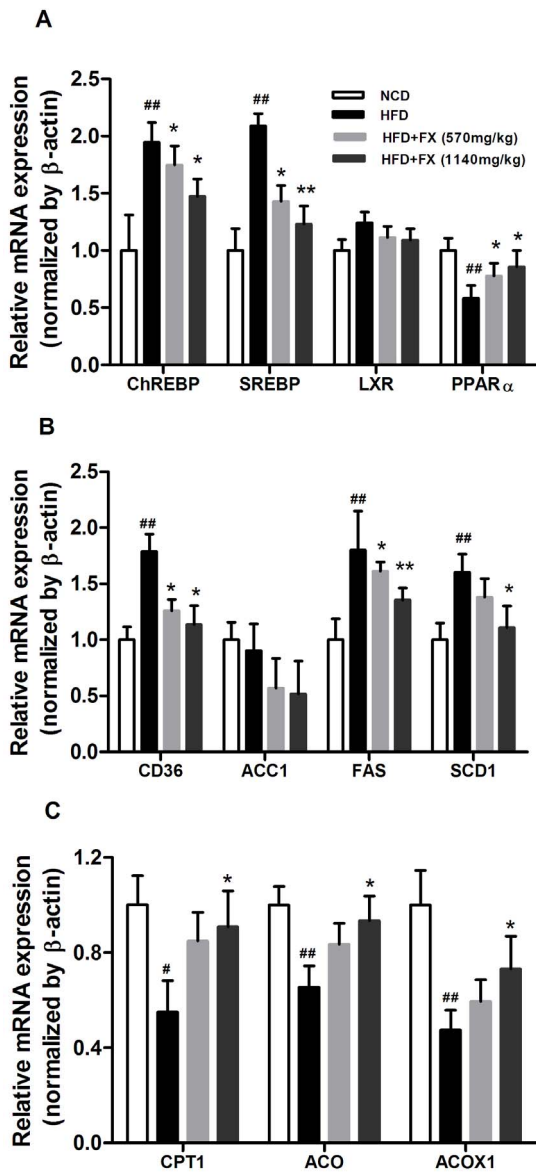 A
Relative mRNA expression
(normalized by β-actin)
2.5
2.0
1.5
1.0
0.5
0.0
NCD
HFD
HFD+FX (570mg/kg)
HFD+FX (1140mg/kg)
## * *
## * **
## * *
ChREBP SREBP LXR PPAR α
B
Relative mRNA expression
(normalized by β-actin)
2.5
2.0
1.5
1.0
0.5
0.0
## * *
## * **
## *
CD36 ACC1 FAS SCD1
C
Relative mRNA expression
(normalized by β-actin)
1.2
0.8
0.4
0.0
# *
## *
## *
CPT1 ACO ACOX1